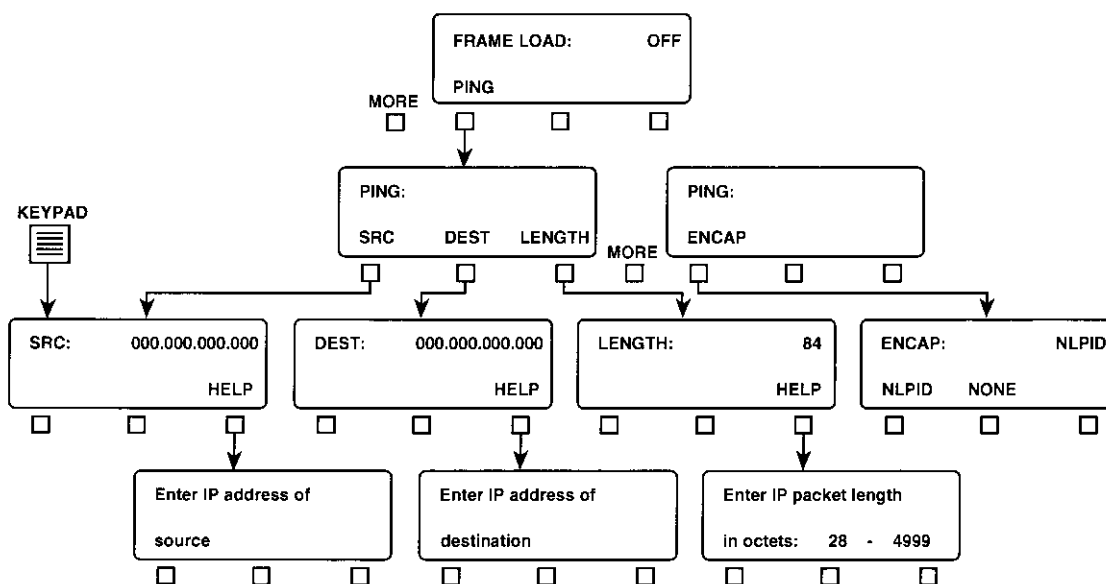 FRAME LOAD: OFF
PING
MORE
PING:
SRC DEST LENGTH
MORE
PING:
ENCAP
KEYPAD
SRC: 000.000.000.000
HELP
DEST: 000.000.000.000
HELP
LENGTH: 84
HELP
ENCAP: NLPID
NLPID NONE
Enter IP address of
source
Enter IP address of
destination
Enter IP packet length
in octets: 28 - 4999